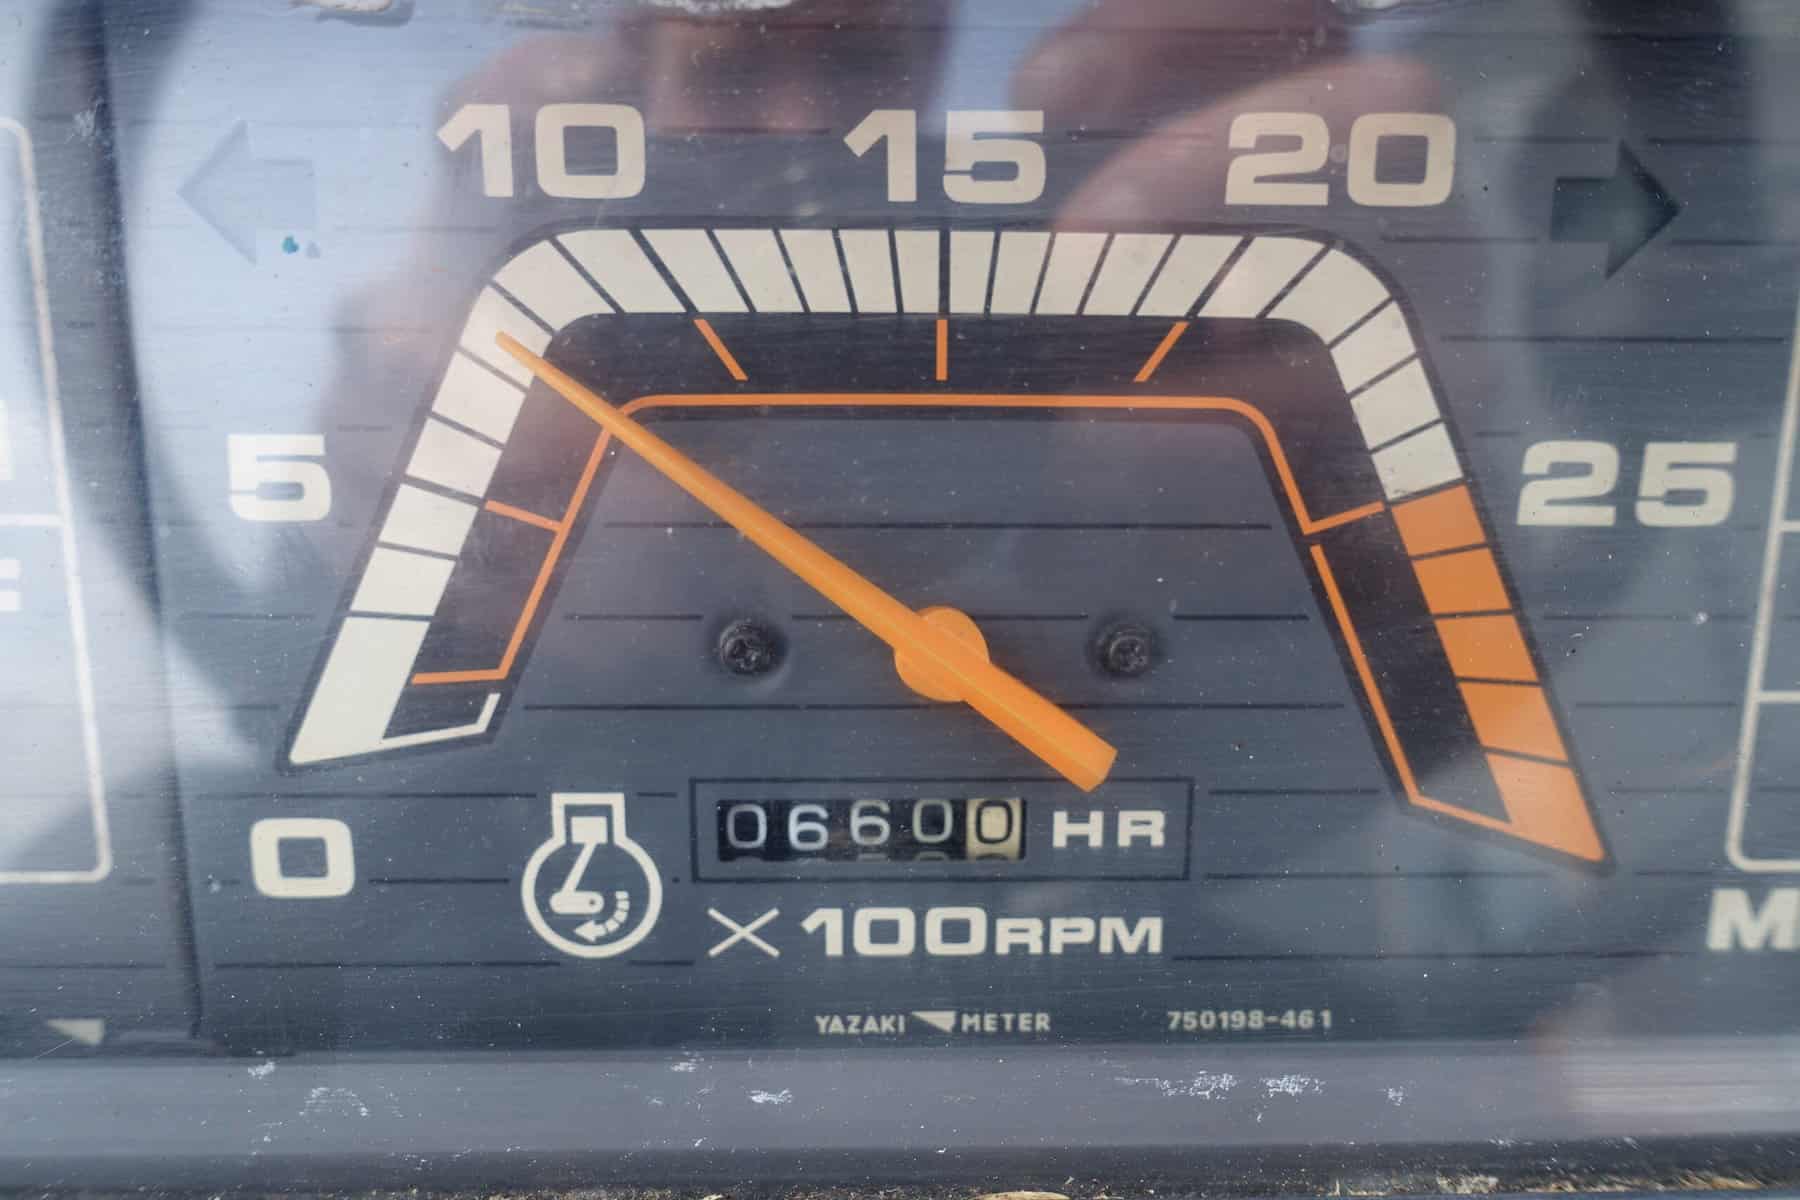 10 15 20
5 25
0
06600 HR
×100RPM
M
YAZAKI METER 750198-461